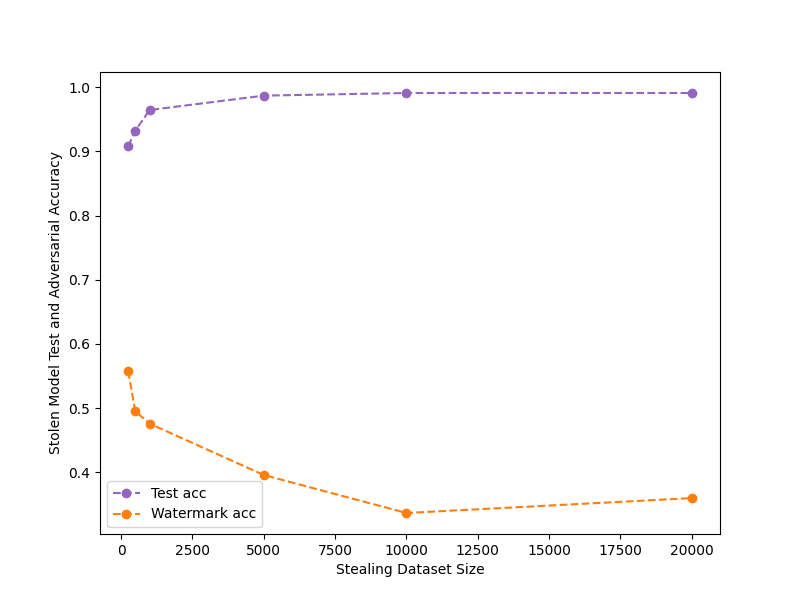 1.0
0.9
0.8
0.7
0.6
0.5
0.4
Stolen Model Test and Adversarial Accuracy
Test acc
Watermark acc
0 2500 5000 7500 10000 12500 15000 17500 20000
Stealing Dataset Size